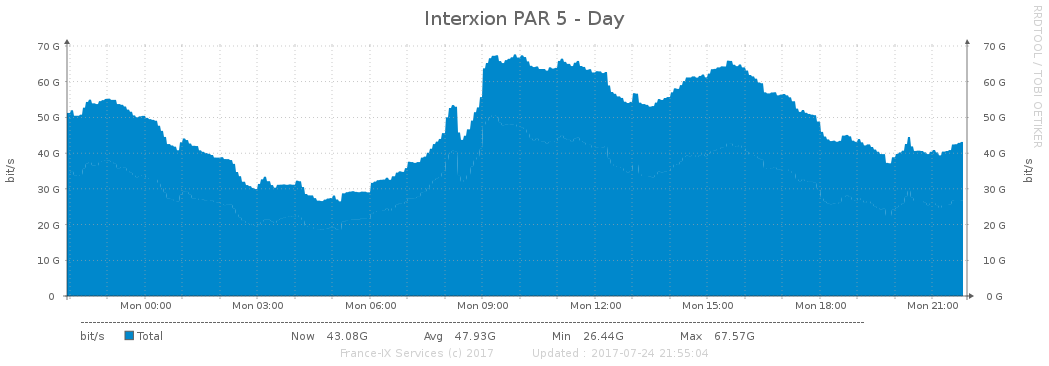 Interxion PAR 5 - Day
RRDTOOL / TOBI OETIKER
70 G 70 G
60 G 60 G
50 G 50 G
40 G 40 G
30 G 30 G
20 G 20 G
10 G 10 G
0 0 G
bit/s
bit/s
Mon 00:00 Mon 03:00 Mon 06:00 Mon 09:00 Mon 12:00 Mon 15:00 Mon 18:00 Mon 21:00
bit/s Total Now 43.08G Avg 47.93G Min 26.44G Max 67.57G
France-IX Services (c) 2017 Updated : 2017-07-24 21:55:04